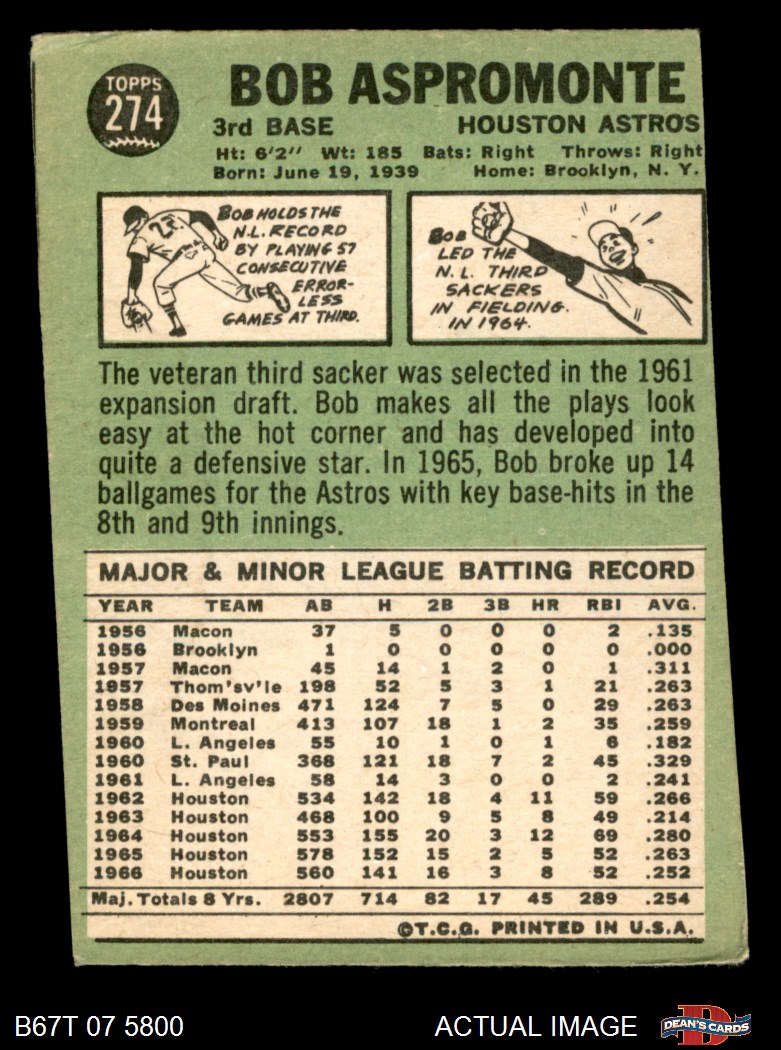 TOPPS
274
BOB ASPROMONTE
3rd BASE HOUSTON ASTROS
Ht: 6'2" Wt: 185 Bats: Right Throws: Right
Born: June 19, 1939 Home: Brooklyn, N. Y.
BOB HOLDS THE
N.L. RECORD
BY PLAYING 57
CONSECUTIVE
ERROR-
LESS
GAMES AT THIRD.
25
BOB
LED THE
N.L. THIRD
SACKERS
IN FIELDING.
IN 1964.
The veteran third sacker was selected in the 1961
expansion draft. Bob makes all the plays look
easy at the hot corner and has developed into
quite a defensive star. In 1965, Bob broke up 14
ballgames for the Astros with key base-hits in the
8th and 9th innings.
MAJOR & MINOR LEAGUE BATTING RECORD
YEAR TEAM AB H 2B 3B HR RBI AVG.
1956 Macon 37 5 0 0 0 2 .135
1956 Brooklyn 1 0 0 0 0 0 .000
1957 Macon 45 14 1 2 0 1 .311
1957 Thom'sv'le 198 52 5 3 1 21 .263
1958 Des Moines 471 124 7 5 0 29 .263
1959 Montreal 413 107 18 1 2 35 .259
1960 L. Angeles 55 10 1 0 1 6 .182
1960 St. Paul 368 121 18 7 2 45 .329
1961 L. Angeles 58 14 3 0 0 2 .241
1962 Houston 534 142 18 4 11 59 .266
1963 Houston 468 100 9 5 8 49 .214
1964 Houston 553 155 20 3 12 69 .280
1965 Houston 578 152 15 2 5 52 .263
1966 Houston 560 141 16 3 8 52 .252
Maj. Totals 8 Yrs. 2807 714 82 17 45 289 .254
©T.C.G. PRINTED IN U.S.A.
B67T 07 5800 ACTUAL IMAGE
D
DEAN'S CARDS